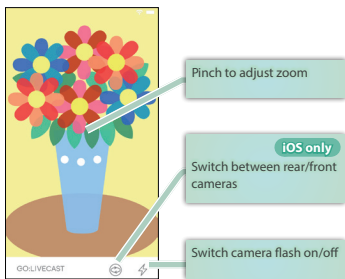 Pinch to adjust zoom
iOS only
Switch between rear/front
cameras
Switch camera flash on/off
GO:LIVECAST